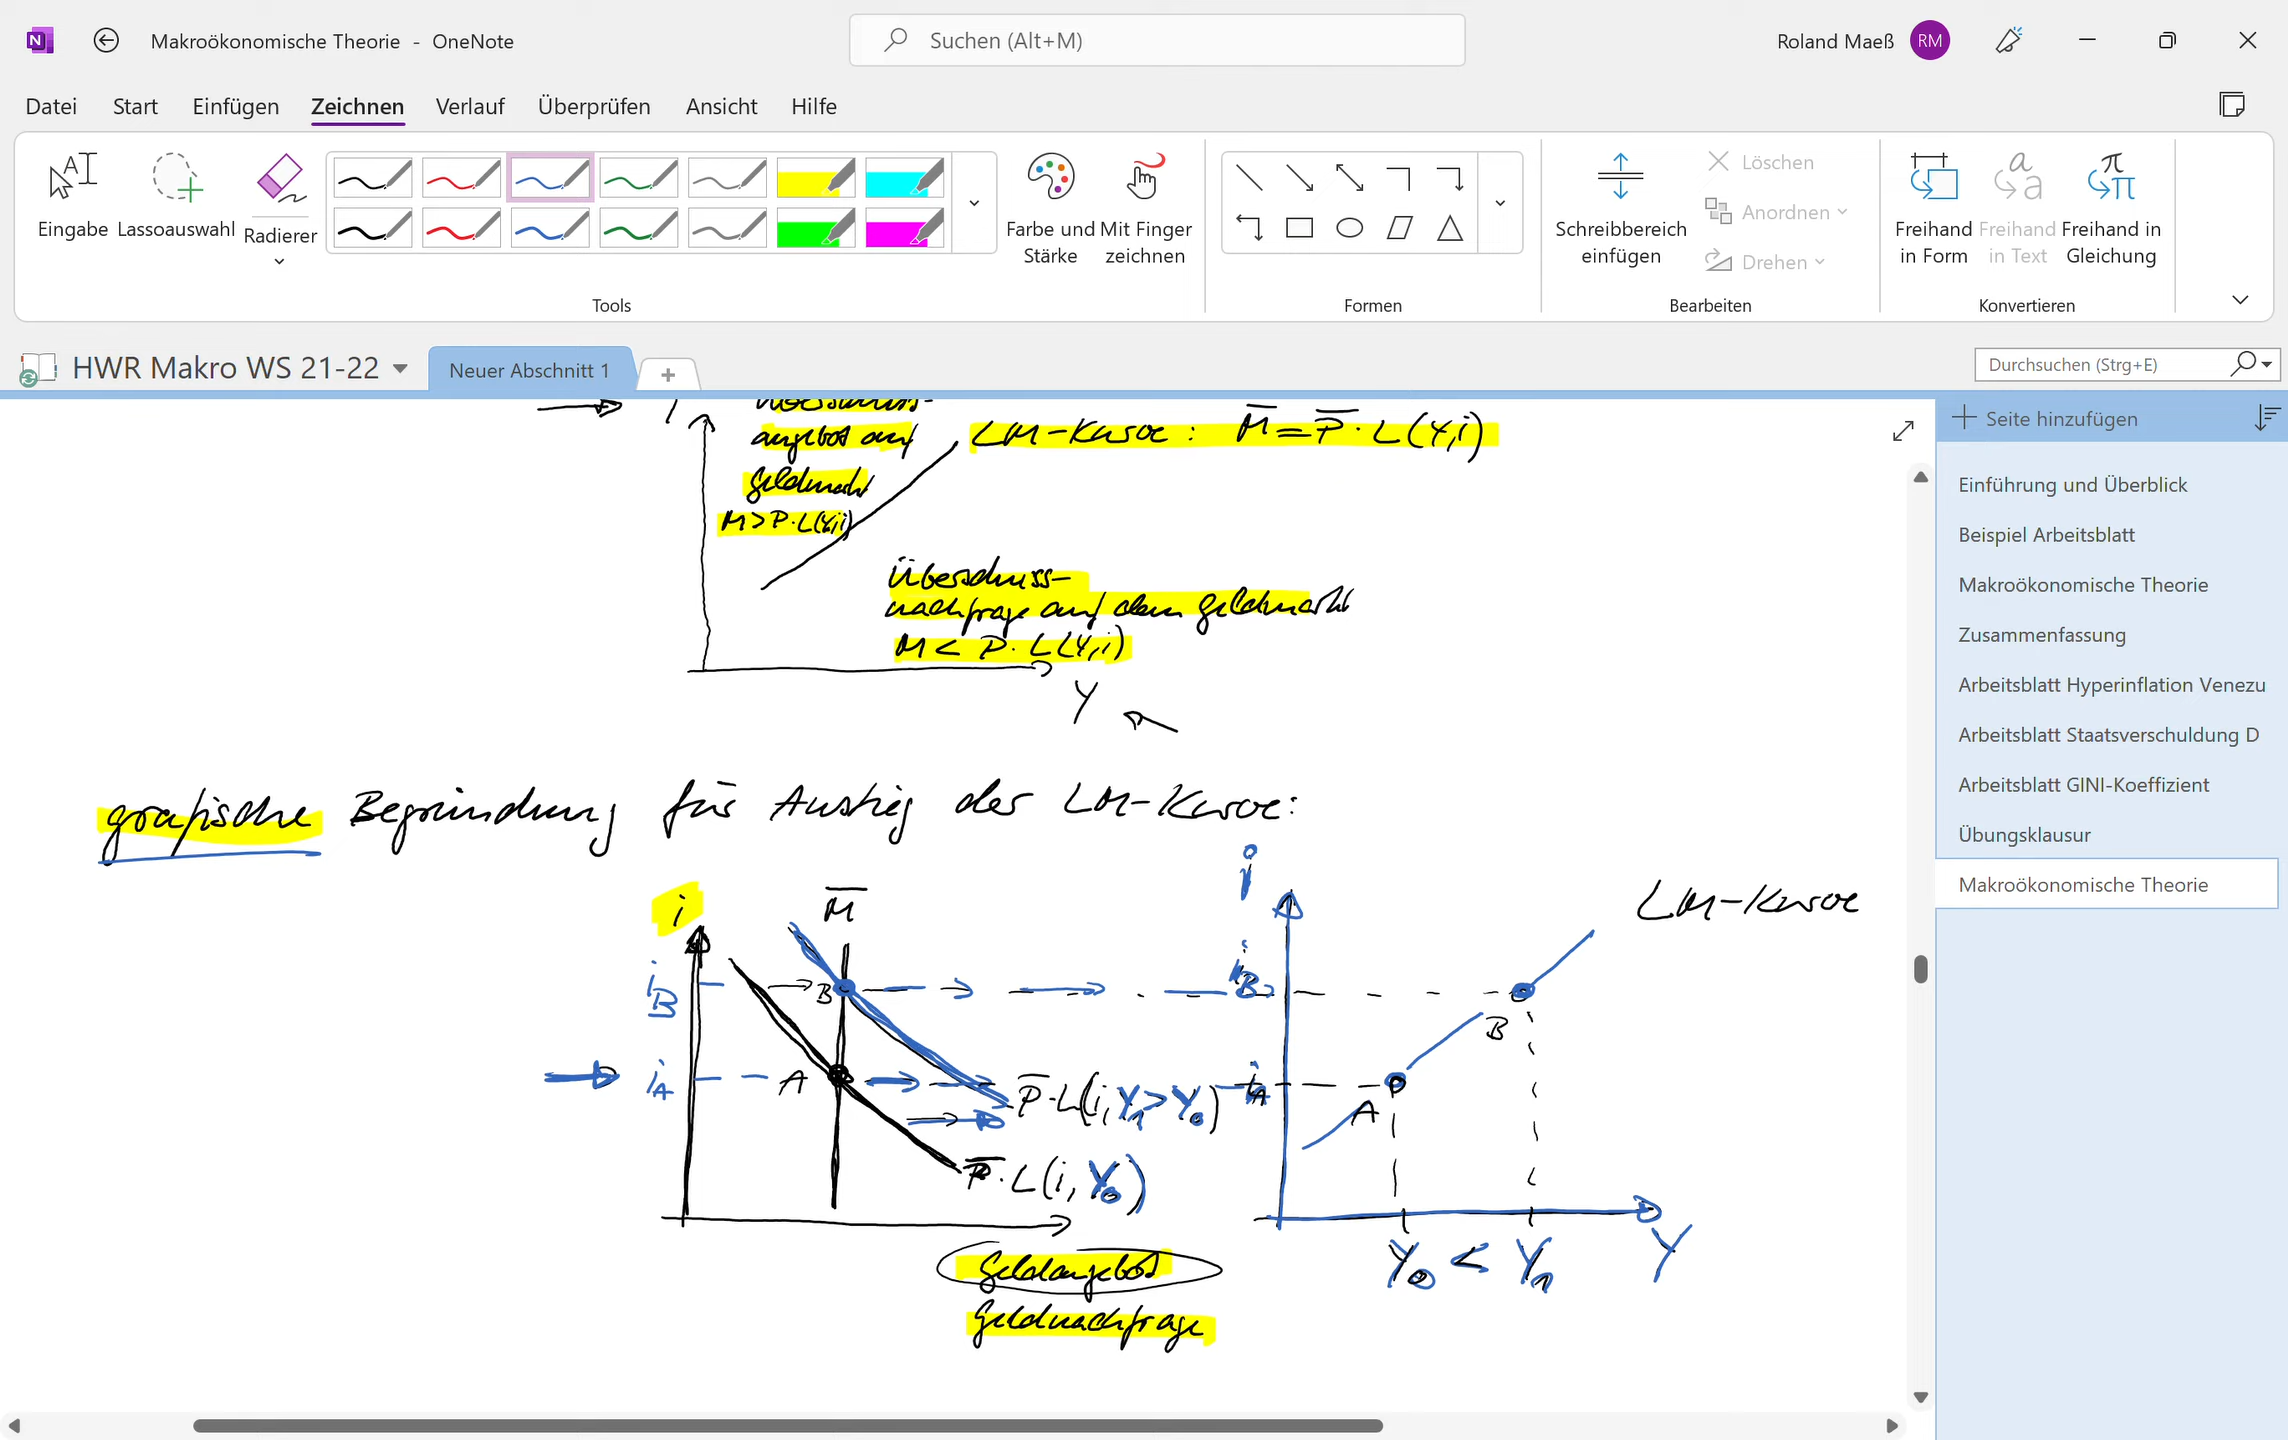 Makroökonomische Theorie - OneNote
Suchen (Alt+M)
Roland Maeß RM
Datei Start Einfügen Zeichnen Verlauf Überprüfen Ansicht Hilfe
Eingabe Lassoauswahl Radierer
Farbe und Stärke
Mit Finger zeichnen
Schreibbereich einfügen
Löschen
Anordnen
Drehen
Freihand in Form
Freihand in Text
Freihand in Gleichung
Tools Formen Bearbeiten Konvertieren
HWR Makro WS 21-22 Neuer Abschnitt 1 +
Durchsuchen (Strg+E)
Seite hinzufügen
Einführung und Überblick
Beispiel Arbeitsblatt
Makroökonomische Theorie
Zusammenfassung
Arbeitsblatt Hyperinflation Venezu
Arbeitsblatt Staatsverschuldung D
Arbeitsblatt GINI-Koeffizient
Übungsklausur
Makroökonomische Theorie
angebot auf
Geldmarkt
M > P·L(Y,i)
LM-Kurve: M̅ = P̅ · L(Y,i)
Überschuss-
nachfrage auf dem Geldmarkt
M < P · L(Y,i)
Y
grafische Begründung für Anstieg der LM-Kurve:
i
M̅
i
LM-Kurve
i_B
B
i_B
B
i_A
A
P̅·L(i, Y₁ > Y₀)
i_A
A
P̅·L(i, Y₀)
Y₀ < Y₁
Y
Geldangebot
Geldnachfrage